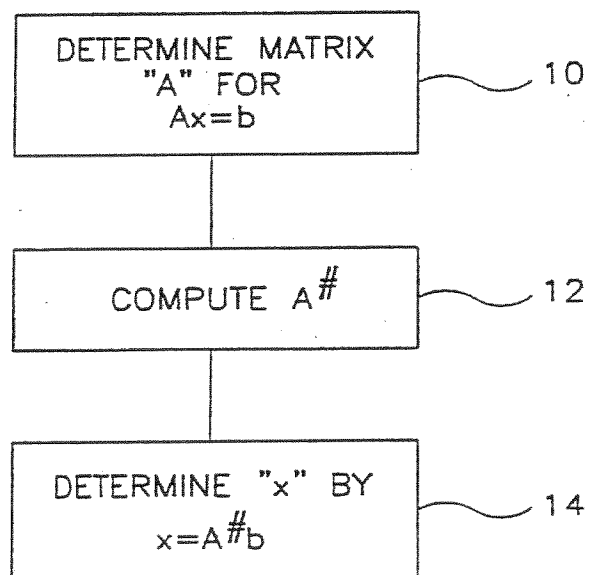 DETERMINE MATRIX
"A" FOR
Ax=b
10
COMPUTE A#
12
DETERMINE "x" BY
x=A#b
14